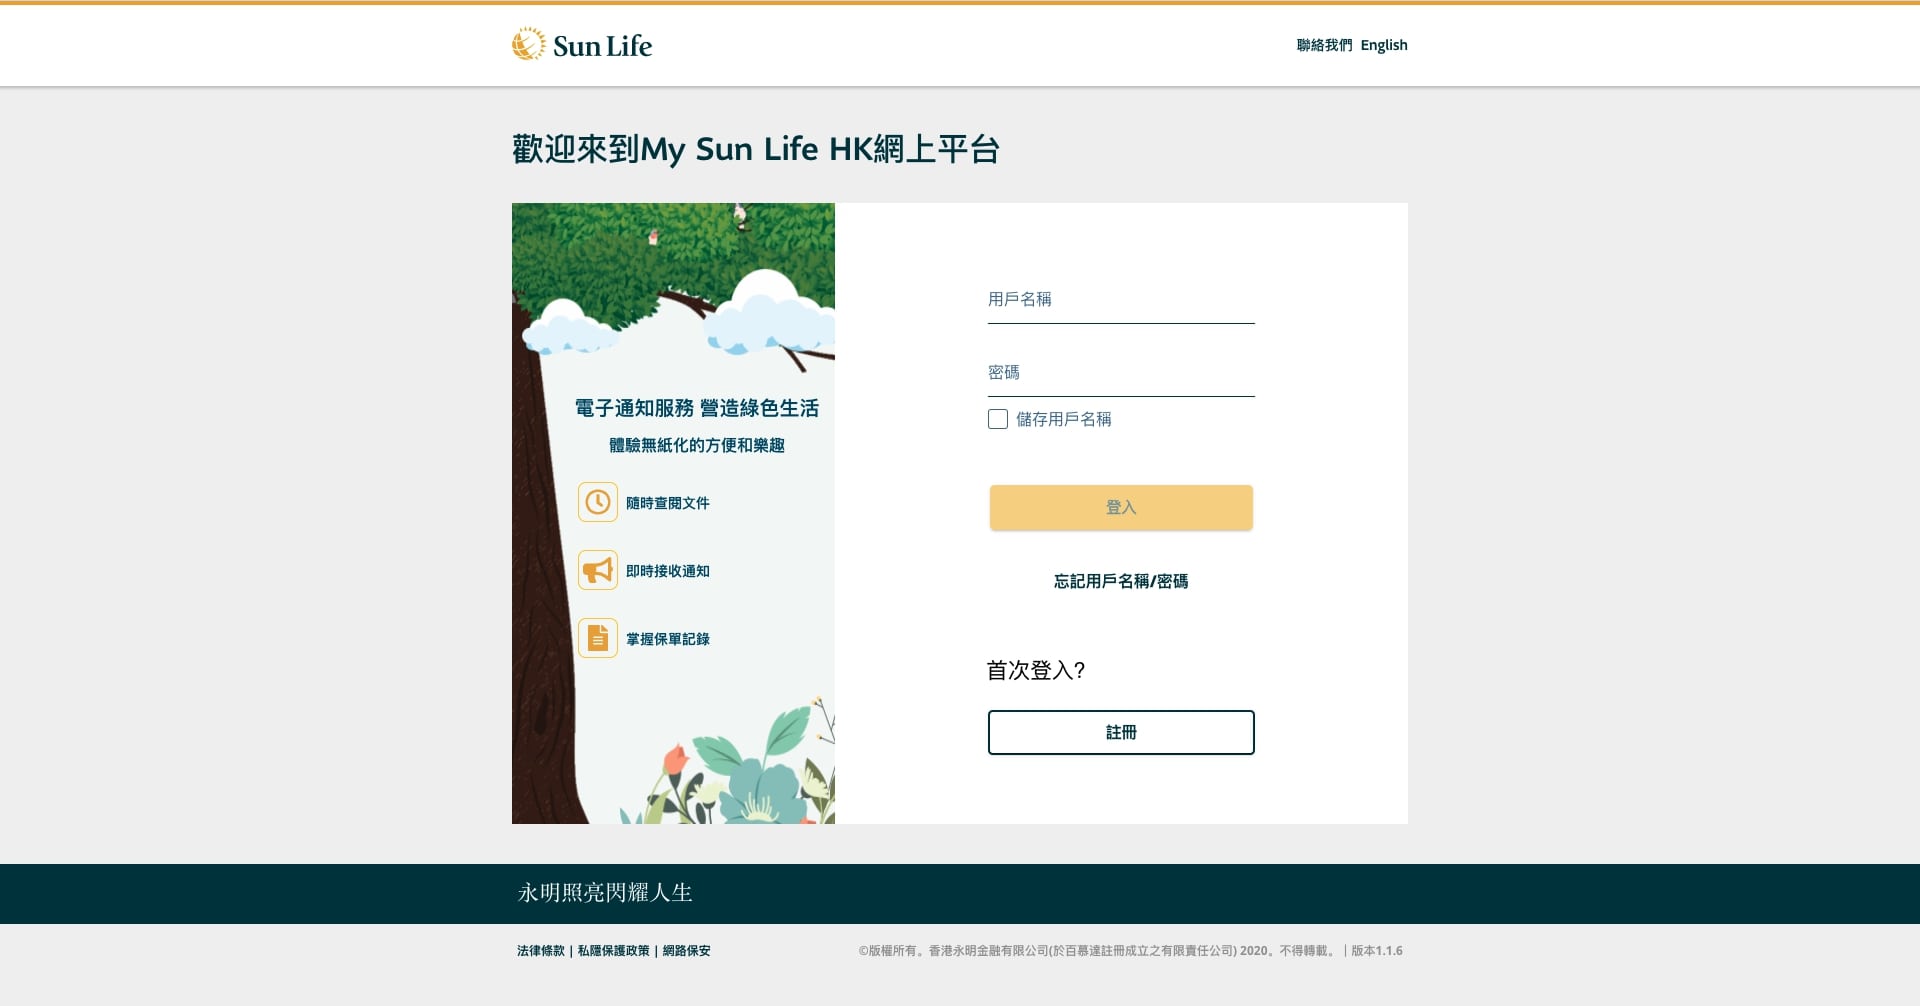 Sun Life
聯絡我們 English
歡迎來到My Sun Life HK網上平台
電子通知服務 營造綠色生活
體驗無紙化的方便和樂趣
隨時查閱文件
即時接收通知
掌握保單記錄
用戶名稱
密碼
儲存用戶名稱
登入
忘記用戶名稱/密碼
首次登入?
註冊
永明照亮閃耀人生
法律條款 | 私隱保護政策 | 網路保安
©版權所有。香港永明金融有限公司(於百慕達註冊成立之有限責任公司) 2020。不得轉載。 | 版本1.1.6